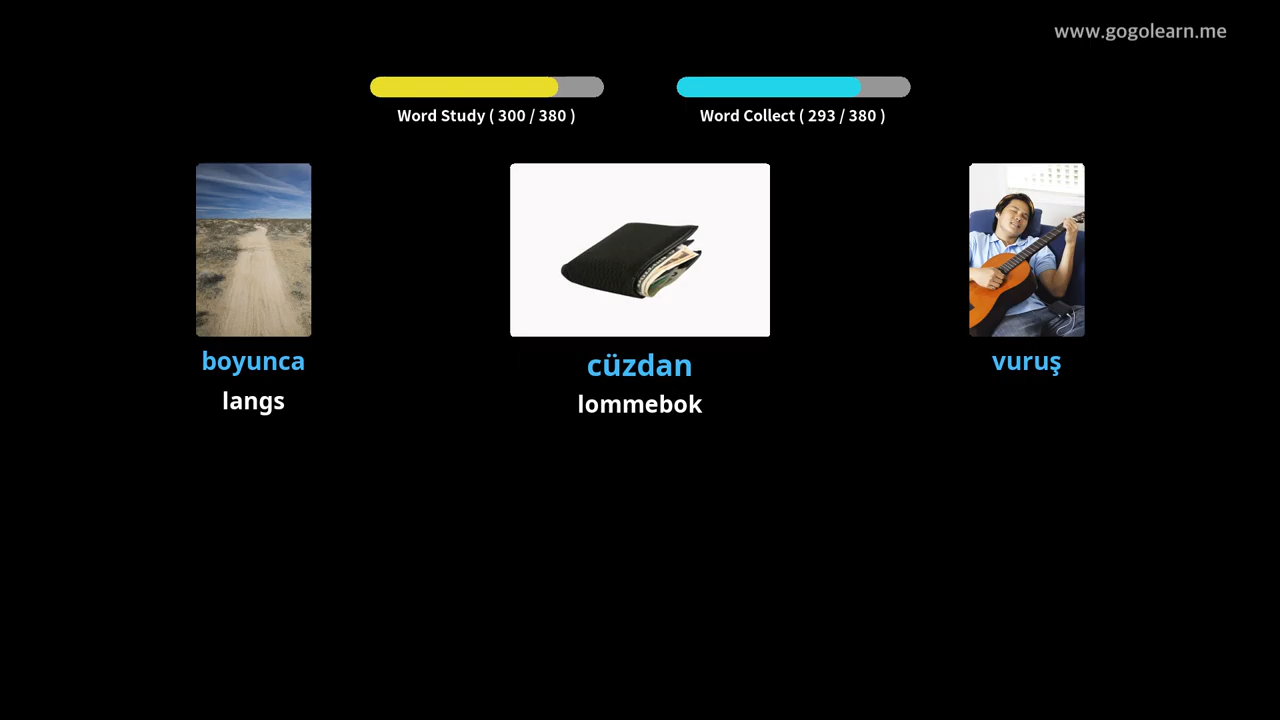 www.gogolearn.me
Word Study ( 300 / 380 )
Word Collect ( 293 / 380 )
boyunca
langs
cüzdan
lommebok
vuruş